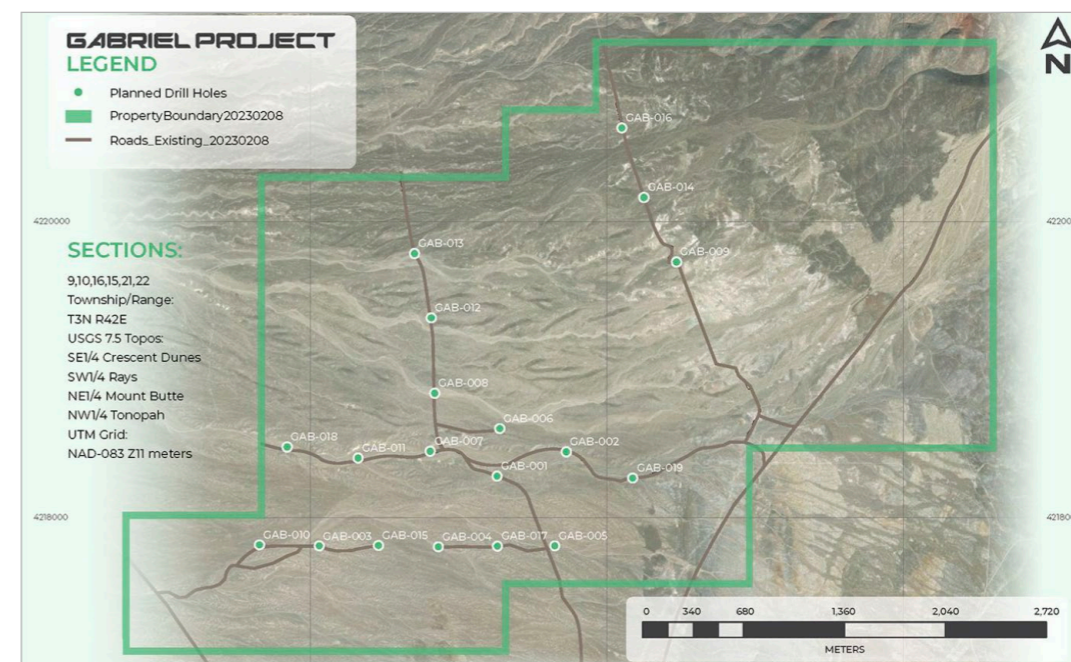 GABRIEL PROJECT
LEGEND
Planned Drill Holes
PropertyBoundary20230208
Roads_Existing_20230208
N
4220000
SECTIONS:
9,10,16,15,21,22
Township/Range:
T3N R42E
USGS 7.5 Topos:
SE1/4 Crescent Dunes
SW1/4 Rays
NE1/4 Mount Butte
NW1/4 Tonopah
UTM Grid:
NAD-083 Z11 meters
4218000
GAB-016
GAB-014
GAB-013
GAB-009
GAB-012
GAB-008
GAB-006
GAB-018
GAB-011
GAB-007
GAB-002
GAB-001
GAB-019
GAB-010
GAB-003
GAB-015
GAB-004
GAB-017
GAB-005
42200
42180
0 340 680 1,360 2,040 2,720
METERS